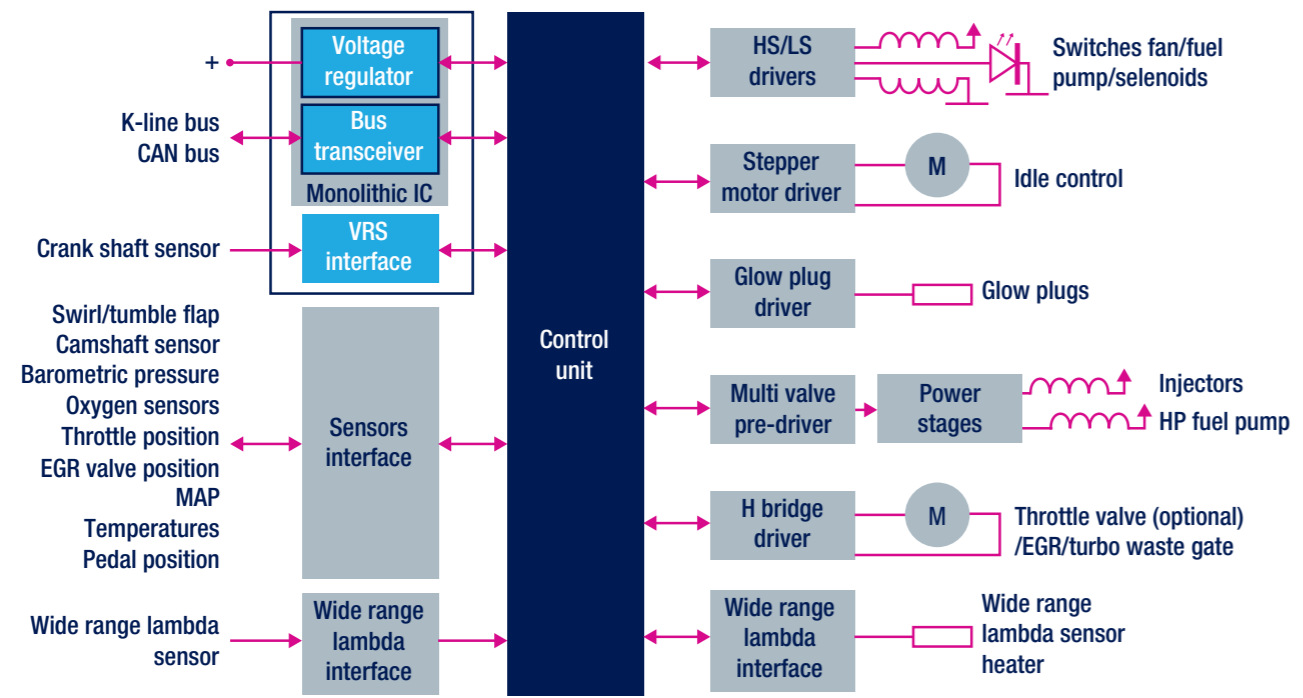 +
Voltage
regulator
K-line bus
CAN bus
Bus
transceiver
Monolithic IC
Crank shaft sensor
VRS
interface
Swirl/tumble flap
Camshaft sensor
Barometric pressure
Oxygen sensors
Throttle position
EGR valve position
MAP
Temperatures
Pedal position
Sensors
interface
Wide range lambda
sensor
Wide range
lambda
interface
Control
unit
HS/LS
drivers
Switches fan/fuel
pump/selenoids
Stepper
motor driver
M
Idle control
Glow plug
driver
Glow plugs
Multi valve
pre-driver
Power
stages
Injectors
HP fuel pump
H bridge
driver
M
Throttle valve (optional)
/EGR/turbo waste gate
Wide range
lambda
interface
Wide range
lambda sensor
heater